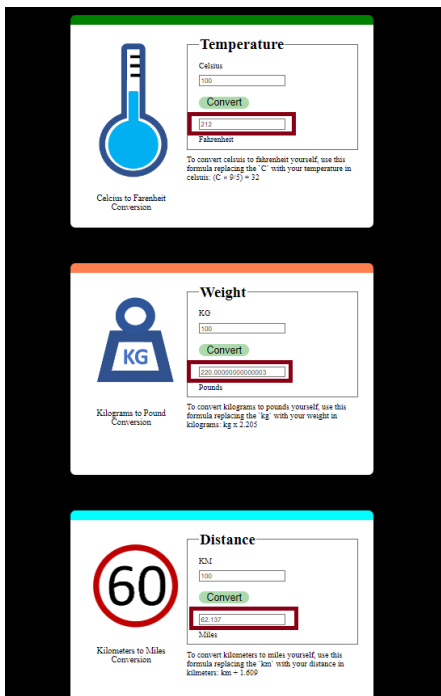 Temperature
Celsius
100
Convert
212
Fahrenheit
To convert celsuis to fahrenheit yourself, use this
formula replacing the `C` with your temperature in
celsuis: (C × 9/5) + 32
Celcius to Farenheit
Conversion
Weight
KG
100
Convert
220.00000000000003
Pounds
KG
To convert kilograms to pounds yourself, use this
formula replacing the `kg` with your weight in
kilograms: kg x 2.205
Kilograms to Pound
Conversion
Distance
KM
100
Convert
62.137
Miles
60
To convert kilometers to miles yourself, use this
formula replacing the `km` with your distance in
kilmeters: km ÷ 1.609
Kilometers to Miles
Conversion